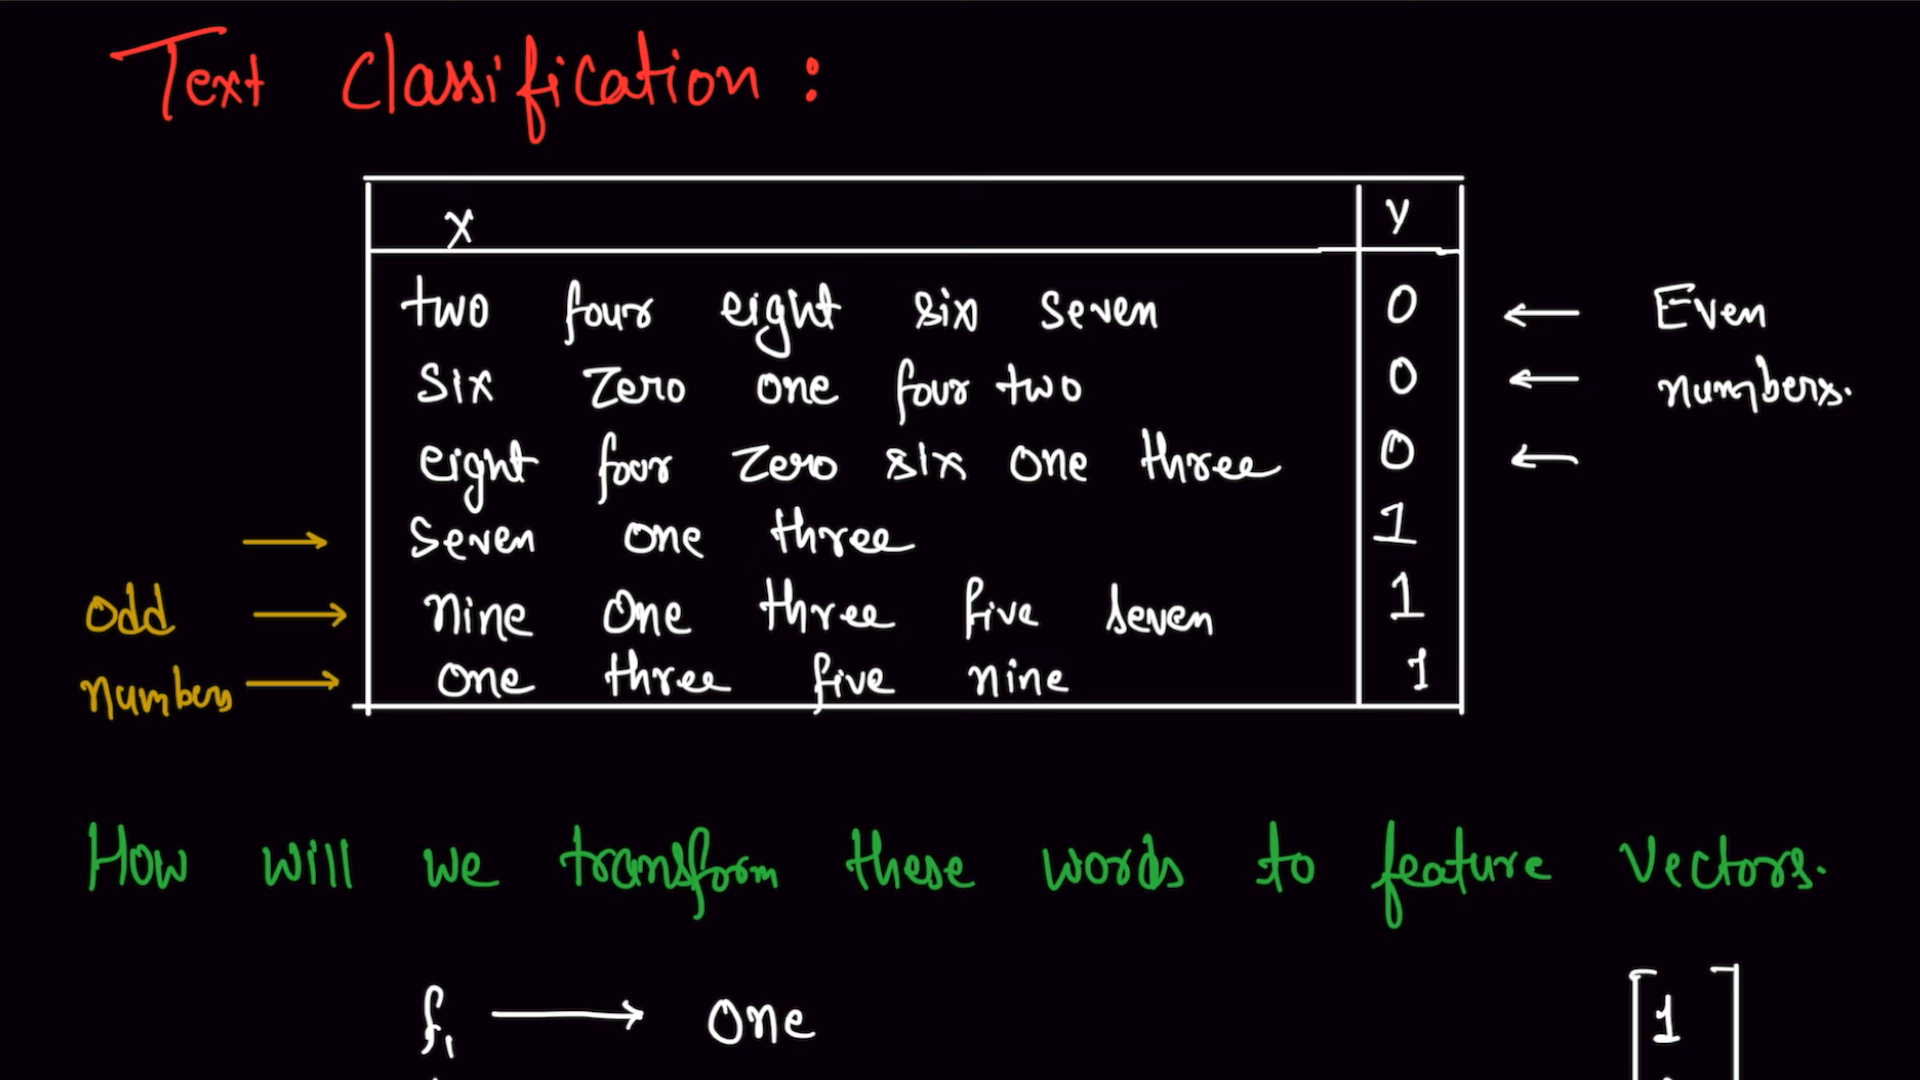 Text Classification :
X Y
two four eight six seven 0 ← Even
six zero one four two 0 ← numbers.
eight four zero six one three 0 ←
→ seven one three 1
odd → nine one three five seven 1
numbers → one three five nine 1
How will we transform these words to feature vectors.
f₁ → one [1]